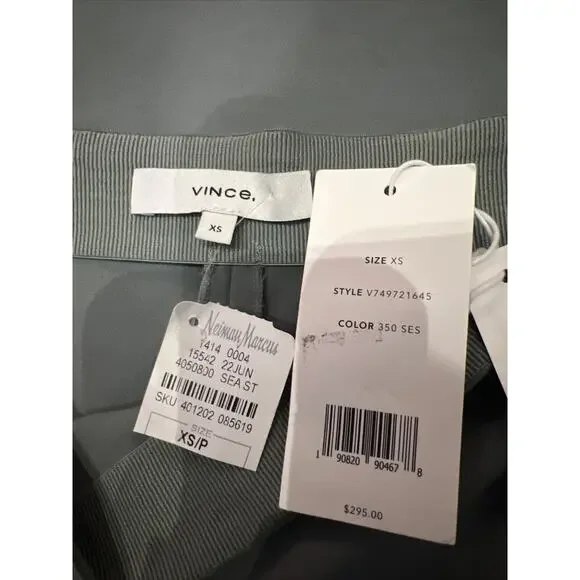 VINCE.
XS
SIZE XS
STYLE V749721645
COLOR 350 SES
1 90820 90467 8
$295.00
Neiman Marcus
1414 0004
15542 22JUN
4050800 SEA.ST
SKU 401202 085619
SIZE
XS/P